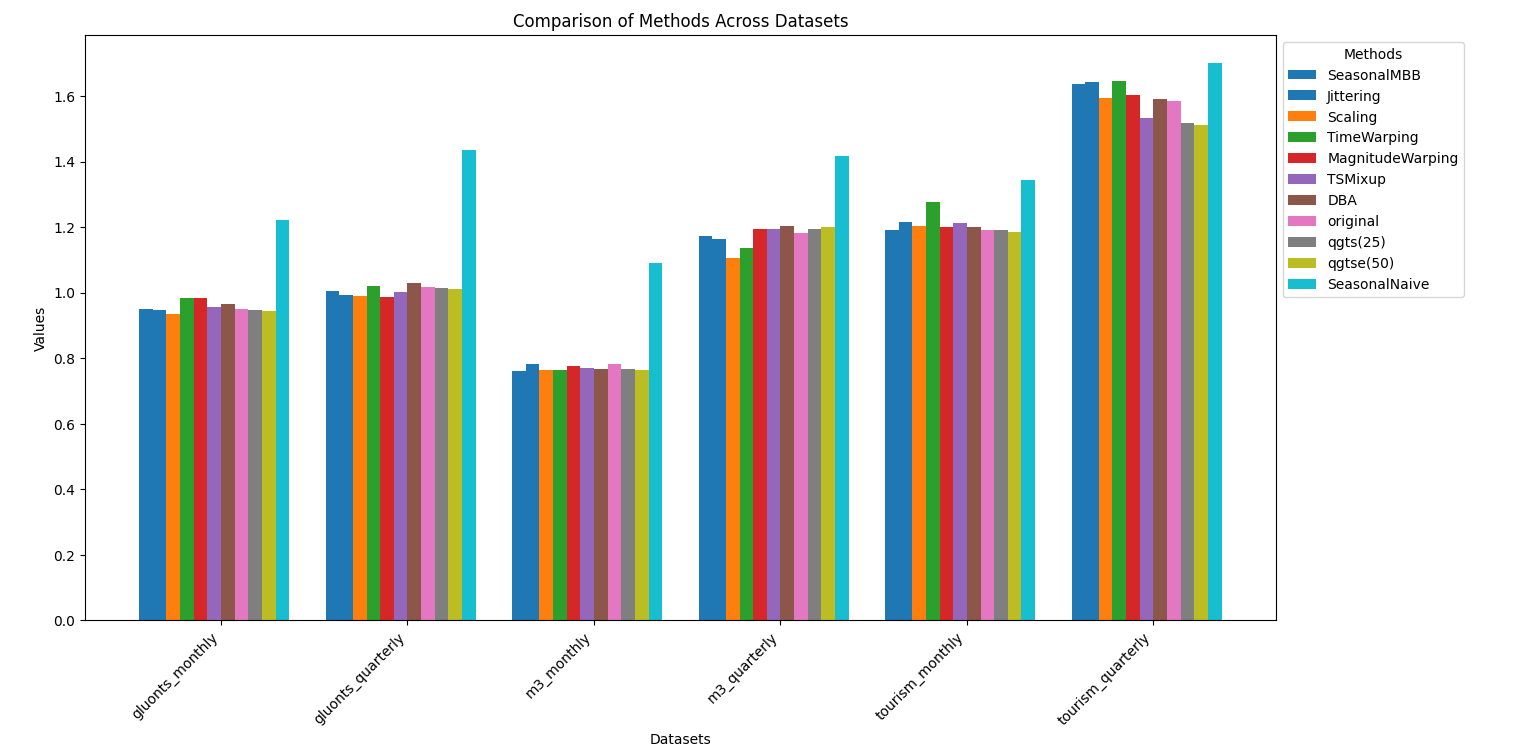 Comparison of Methods Across Datasets
Values
0.0
0.2
0.4
0.6
0.8
1.0
1.2
1.4
1.6
gluonts_monthly
gluonts_quarterly
m3_monthly
m3_quarterly
tourism_monthly
tourism_quarterly
Datasets
Methods
SeasonalMBB
Jittering
Scaling
TimeWarping
MagnitudeWarping
TSMixup
DBA
original
qgts(25)
qgtse(50)
SeasonalNaive